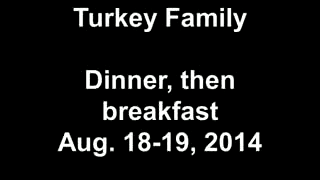 Turkey Family
Dinner, then
breakfast
Aug. 18-19, 2014